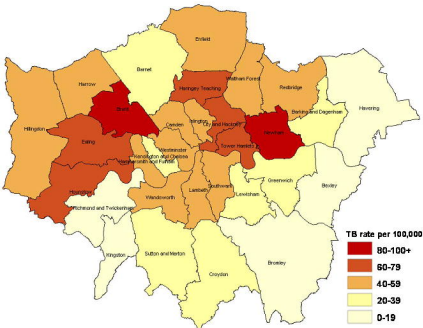 Enfield
Barnet
Harrow
Haringey Teaching
Waltham Forest
Redbridge
Havering
Brent
Barking and Dagenham
Camden
Islington
City and Hackney
Newham
Hillingdon
Ealing
Westminster
Tower Hamlets
Kensington and Chelsea
Hammersmith and Fulham
Greenwich
Bexley
Hounslow
Southwark
Lambeth
Wandsworth
Lewisham
Richmond and Twickenham
Kingston
Sutton and Merton
Croydon
Bromley
TB rate per 100,000
80-100+
60-79
40-59
20-39
0-19